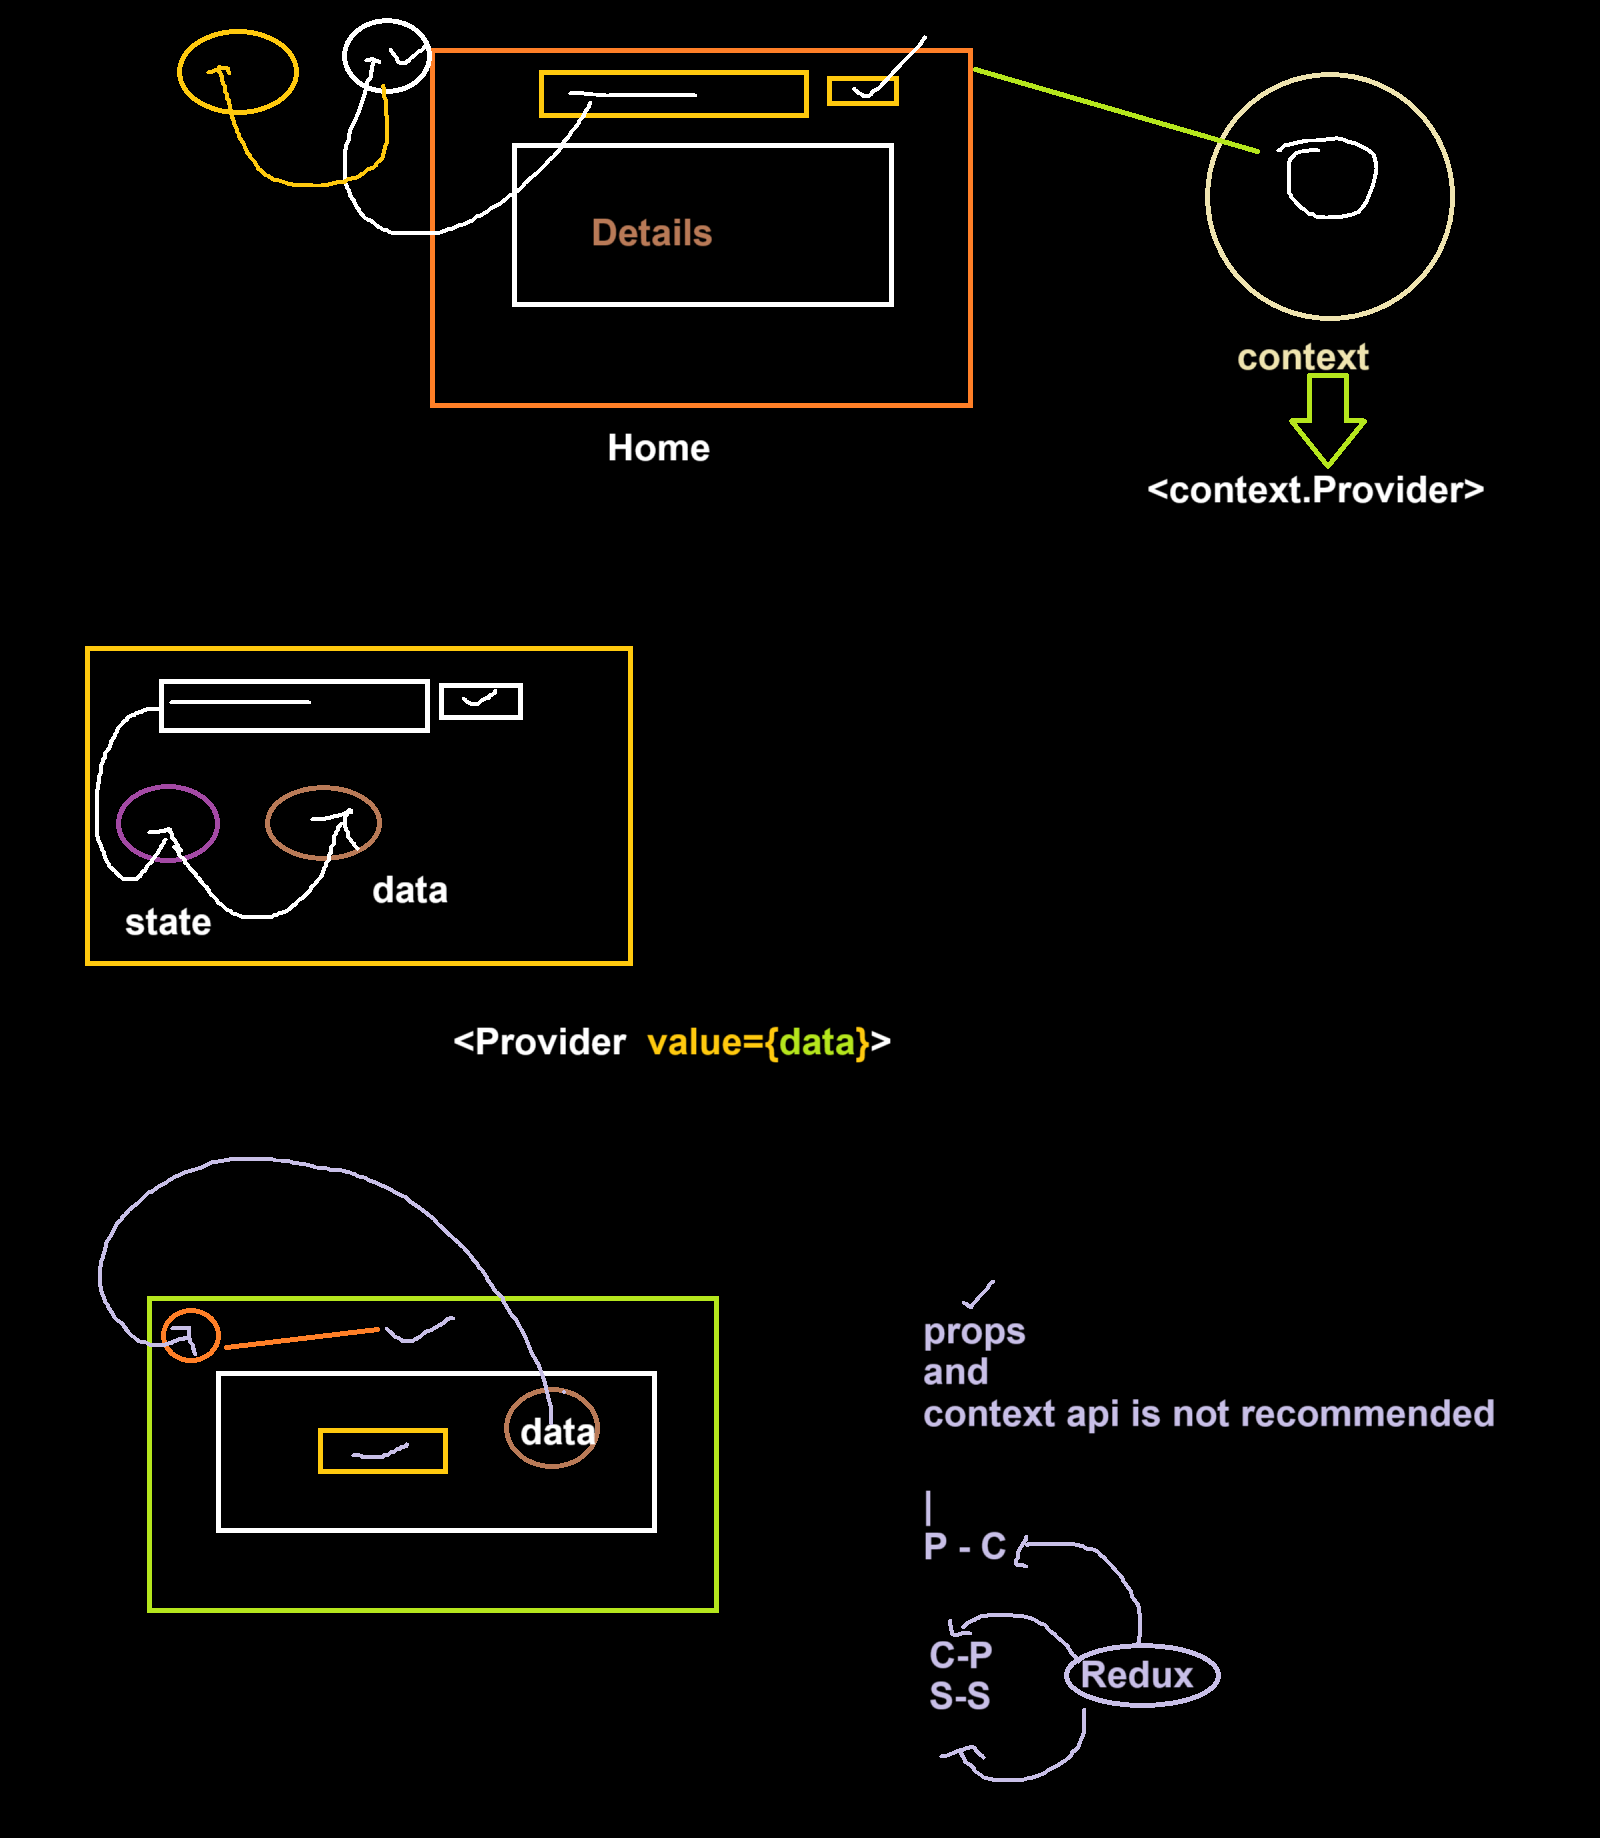 Details
context
Home
<context.Provider>
data
state
<Provider value={data}>
props
and
context api is not recommended
data
|
P - C
C-P
Redux
S-S